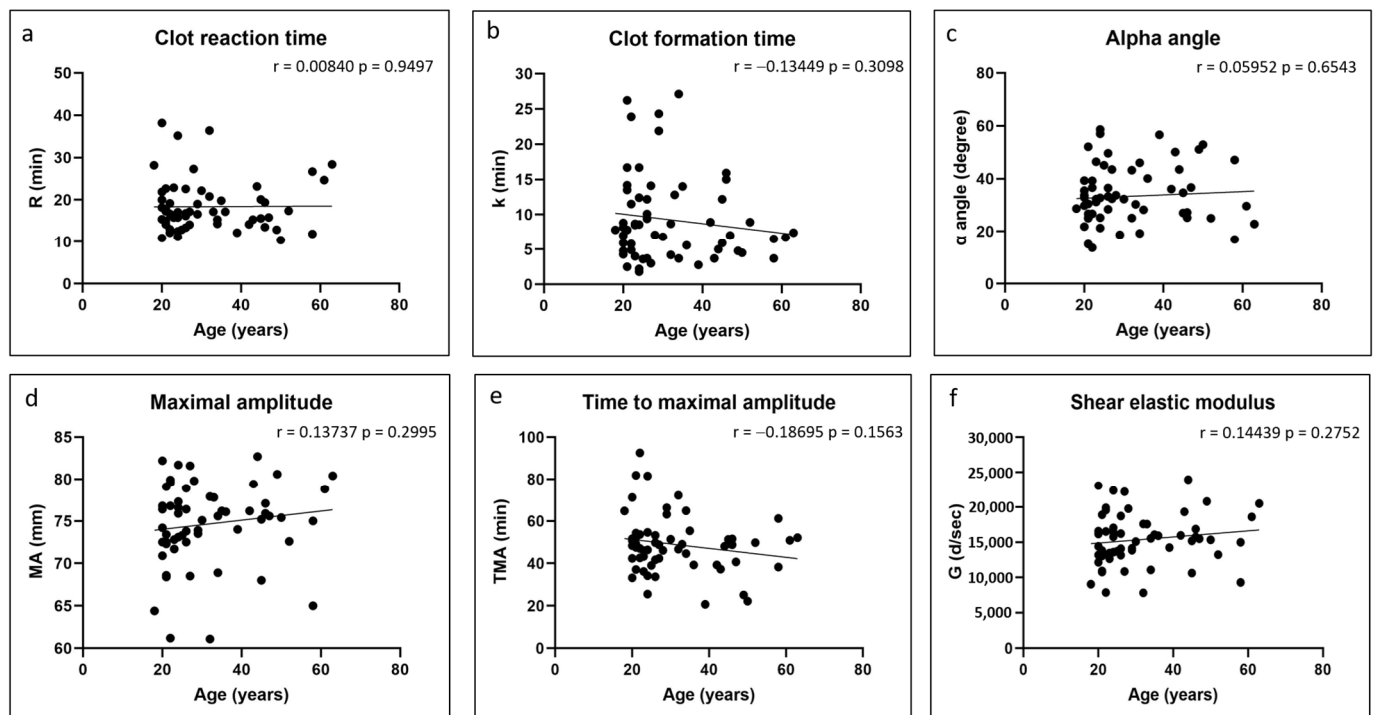 a
Clot reaction time
r = 0.00840 p = 0.9497
50
40
30
20
10
0
R (min)
0 20 40 60 80
Age (years)
b
Clot formation time
r = −0.13449 p = 0.3098
30
25
20
15
10
5
0
k (min)
0 20 40 60 80
Age (years)
c
Alpha angle
r = 0.05952 p = 0.6543
80
60
40
20
0
α angle (degree)
0 20 40 60 80
Age (years)
d
Maximal amplitude
r = 0.13737 p = 0.2995
85
80
75
70
65
60
MA (mm)
0 20 40 60 80
Age (years)
e
Time to maximal amplitude
r = −0.18695 p = 0.1563
100
80
60
40
20
0
TMA (min)
0 20 40 60 80
Age (years)
f
Shear elastic modulus
r = 0.14439 p = 0.2752
30,000
25,000
20,000
15,000
10,000
5,000
0
G (d/sec)
0 20 40 60 80
Age (years)